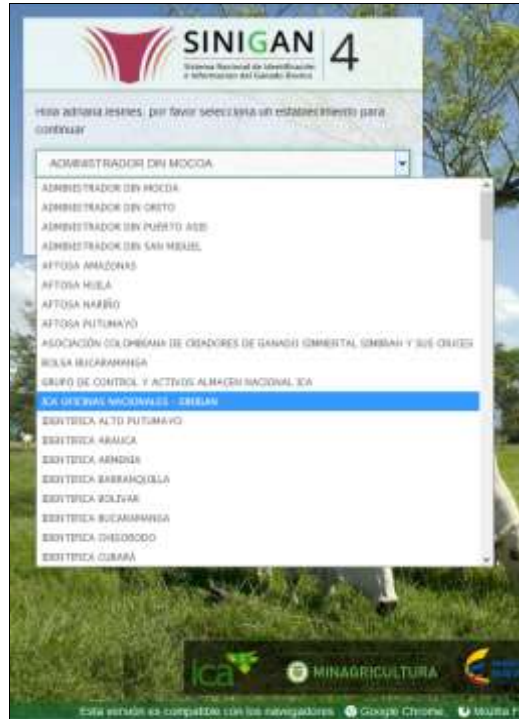 SINIGAN 4
Sistema Nacional de Identificación
e Información del Ganado Bovino
Hola adriana lesmes, por favor selecciona un establecimiento para
continuar
ADMINISTRADOR DIN MOCOA
ADMINISTRADOR DIN MOCOA
ADMINISTRADOR DIN ORITO
ADMINISTRADOR DIN PUERTO ASIS
ADMINISTRADOR DIN SAN MIGUEL
AFTOSA AMAZONAS
AFTOSA HUILA
AFTOSA NARIÑO
AFTOSA PUTUMAYO
ASOCIACIÓN COLOMBIANA DE CRIADORES DE GANADO SIMMENTAL, SIMBRAH Y SUS CRUCES
BOLSA BUCARAMANGA
GRUPO DE CONTROL Y ACTIVOS ALMACEN NACIONAL ICA
ICA OFICINAS NACIONALES - SINIGAN
IDENTIFICA ALTO PUTUMAYO
IDENTIFICA ARAUCA
IDENTIFICA ARMENIA
IDENTIFICA BARRANQUILLA
IDENTIFICA BOLIVAR
IDENTIFICA BUCARAMANGA
IDENTIFICA CHIGORODO
IDENTIFICA CUBARÁ
ica
MINAGRICULTURA
Esta versión es compatible con los navegadores Google Chrome Mozilla F